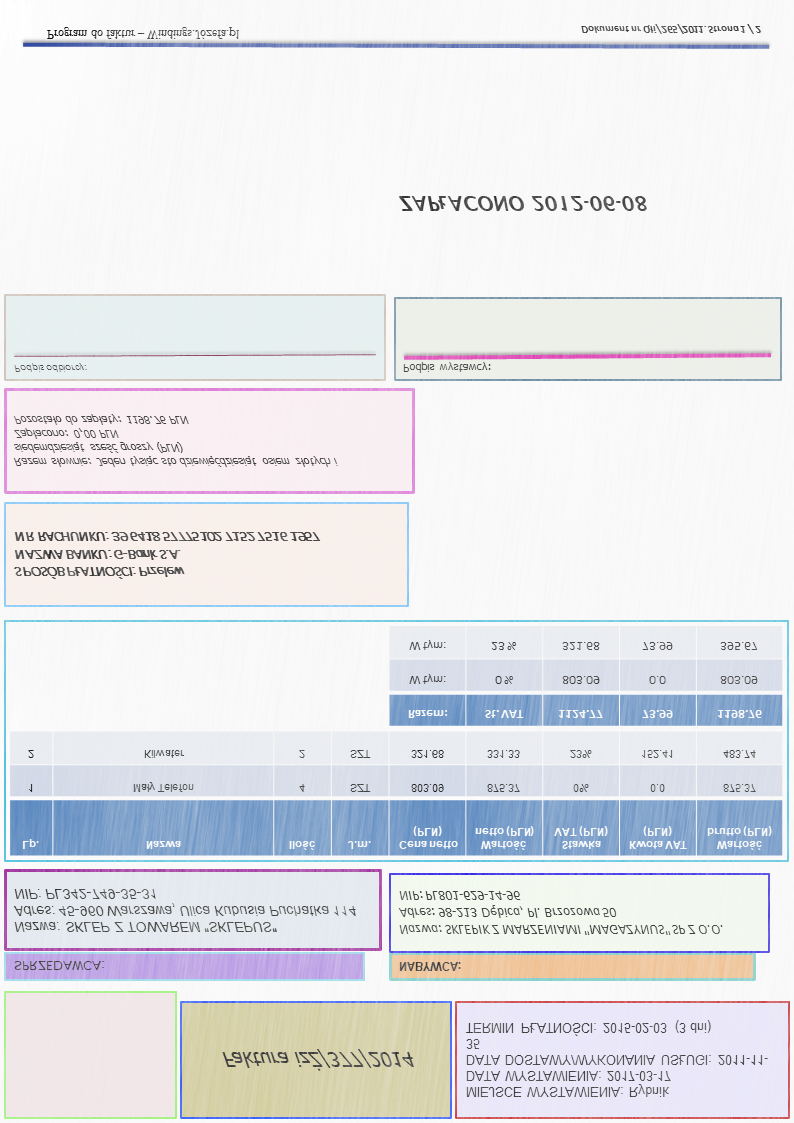 MIEJSCE WYSTAWIENIA: Rybnik
DATA WYSTAWIENIA: 2017-03-17
DATA DOSTAWY/WYKONANIA USŁUGI: 2011-11-
35
TERMIN PŁATNOŚCI: 2015-02-03 (3 dni)
Faktura izŻ/377/2014
SPRZEDAWCA:
Nazwa: SKLEP Z TOWAREM "SKLEPUS"
Adres: 45-960 Warszawa, Ulica Kubusia Puchatka 114
NIP: PL342-749-35-31
NABYWCA:
Nazwa: SKLEPIK Z MARZENIAMI "MAGAZYNIUS" SP Z O.O.
Adres: 98-213 Dębica, Pl. Brzozowa 50
NIP: PL801-629-14-96
Lp. Nazwa Ilość J.m. Cena netto (PLN) Wartość netto (PLN) Stawka VAT (PLN) Kwota VAT (PLN) Wartość brutto (PLN)
1 Mały Telefon 4 SZT 803.09 875.37 0% 0.0 875.37
2 Kilwater 2 SZT 321.68 331.33 23% 152.41 483.74
Razem: St. VAT 1124.77 73.99 1198.76
W tym: 0 % 803.09 0.0 803.09
W tym: 23 % 321.68 73.99 395.67
SPOSÓB PŁATNOŚCI: Przelew
NAZWA BANKU: G-Bank S.A.
NR RACHUNKU: 39 6418 57775102 7152 7516 1957
Razem słownie: Jeden tysiąc sto dziewięćdziesiąt osiem złotych i
siedemdziesiąt sześć groszy (PLN)
Zapłacono: 0,00 PLN
Pozostało do zapłaty: 1198.76 PLN
Podpis odbiorcy:
Podpis wystawcy:
ZAPŁACONO 2012-06-08
Program do faktur – Windings.Józefa.pl
Dokument nr Qli/265/2011.Strona 1 / 2